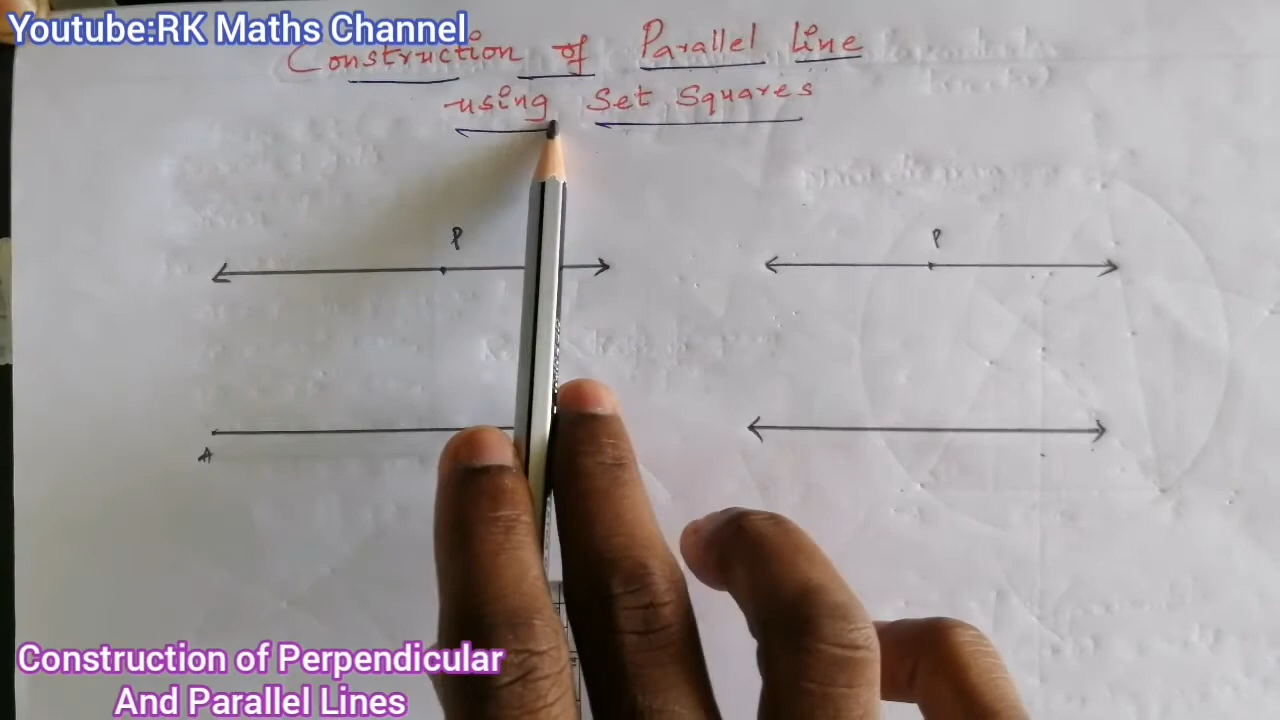 Youtube:RK Maths Channel
Construction of Parallel Line
using Set Squares
P
P
A
Construction of Perpendicular
And Parallel Lines